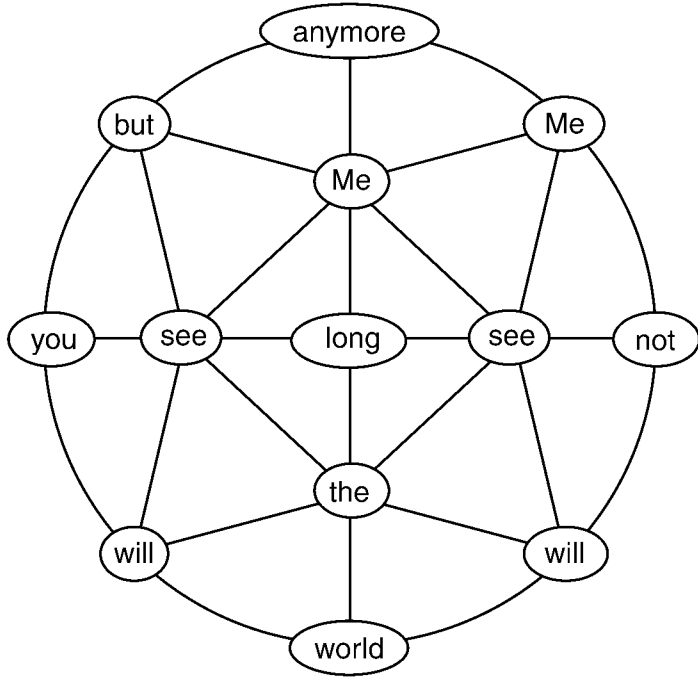 anymore
but Me
Me
you see long see not
the
will will
world